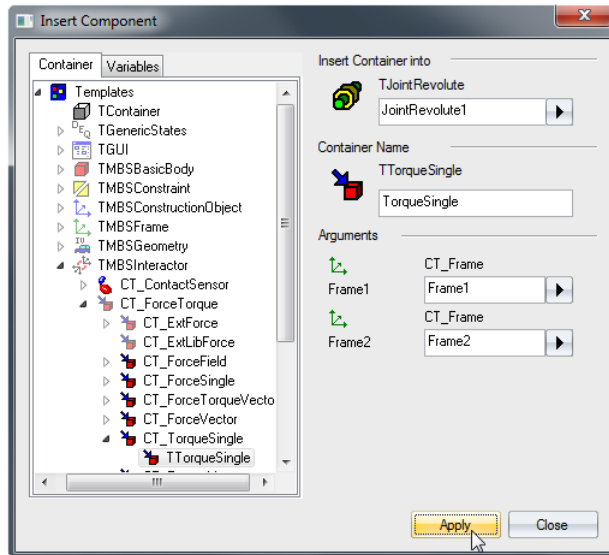 Insert Component
Container
Variables
Templates
TContainer
TGenericStates
TGUI
TMBSBasicBody
TMBSConstraint
TMBSConstructionObject
TMBSFrame
TMBSGeometry
TMBSInteractor
CT_ContactSensor
CT_ForceTorque
CT_ExtForce
CT_ExtLibForce
CT_ForceField
CT_ForceSingle
CT_ForceTorqueVecto
CT_ForceVector
CT_TorqueSingle
TTorqueSingle
Insert Container into
TJointRevolute
JointRevolute1
Container Name
TTorqueSingle
TorqueSingle
Arguments
CT_Frame
Frame1
Frame1
CT_Frame
Frame2
Frame2
Apply
Close